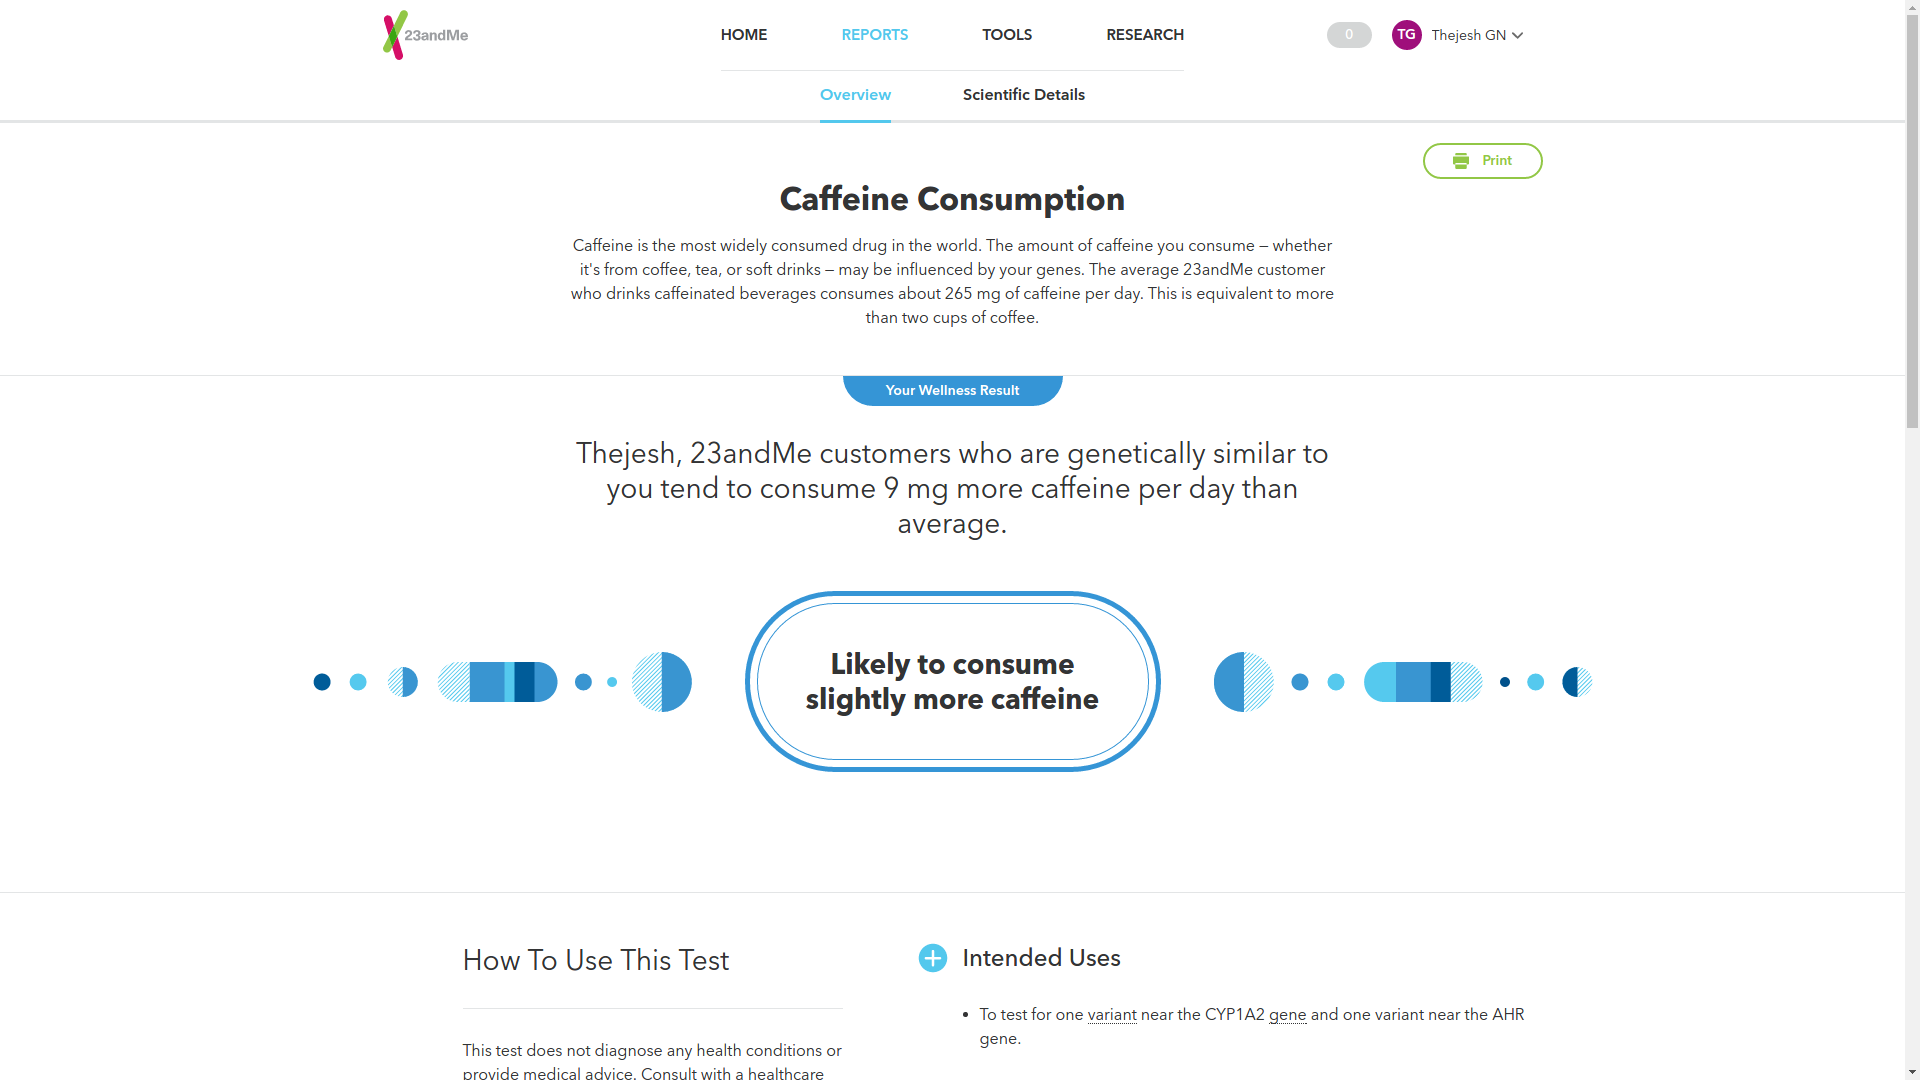 23andMe
HOME
REPORTS
TOOLS
RESEARCH
0
TG
Thejesh GN
Overview
Scientific Details
Print
Caffeine Consumption
Caffeine is the most widely consumed drug in the world. The amount of caffeine you consume – whether
it's from coffee, tea, or soft drinks – may be influenced by your genes. The average 23andMe customer
who drinks caffeinated beverages consumes about 265 mg of caffeine per day. This is equivalent to more
than two cups of coffee.
Your Wellness Result
Thejesh, 23andMe customers who are genetically similar to
you tend to consume 9 mg more caffeine per day than
average.
Likely to consume
slightly more caffeine
How To Use This Test
This test does not diagnose any health conditions or
provide medical advice. Consult with a healthcare
Intended Uses
• To test for one variant near the CYP1A2 gene and one variant near the AHR
gene.